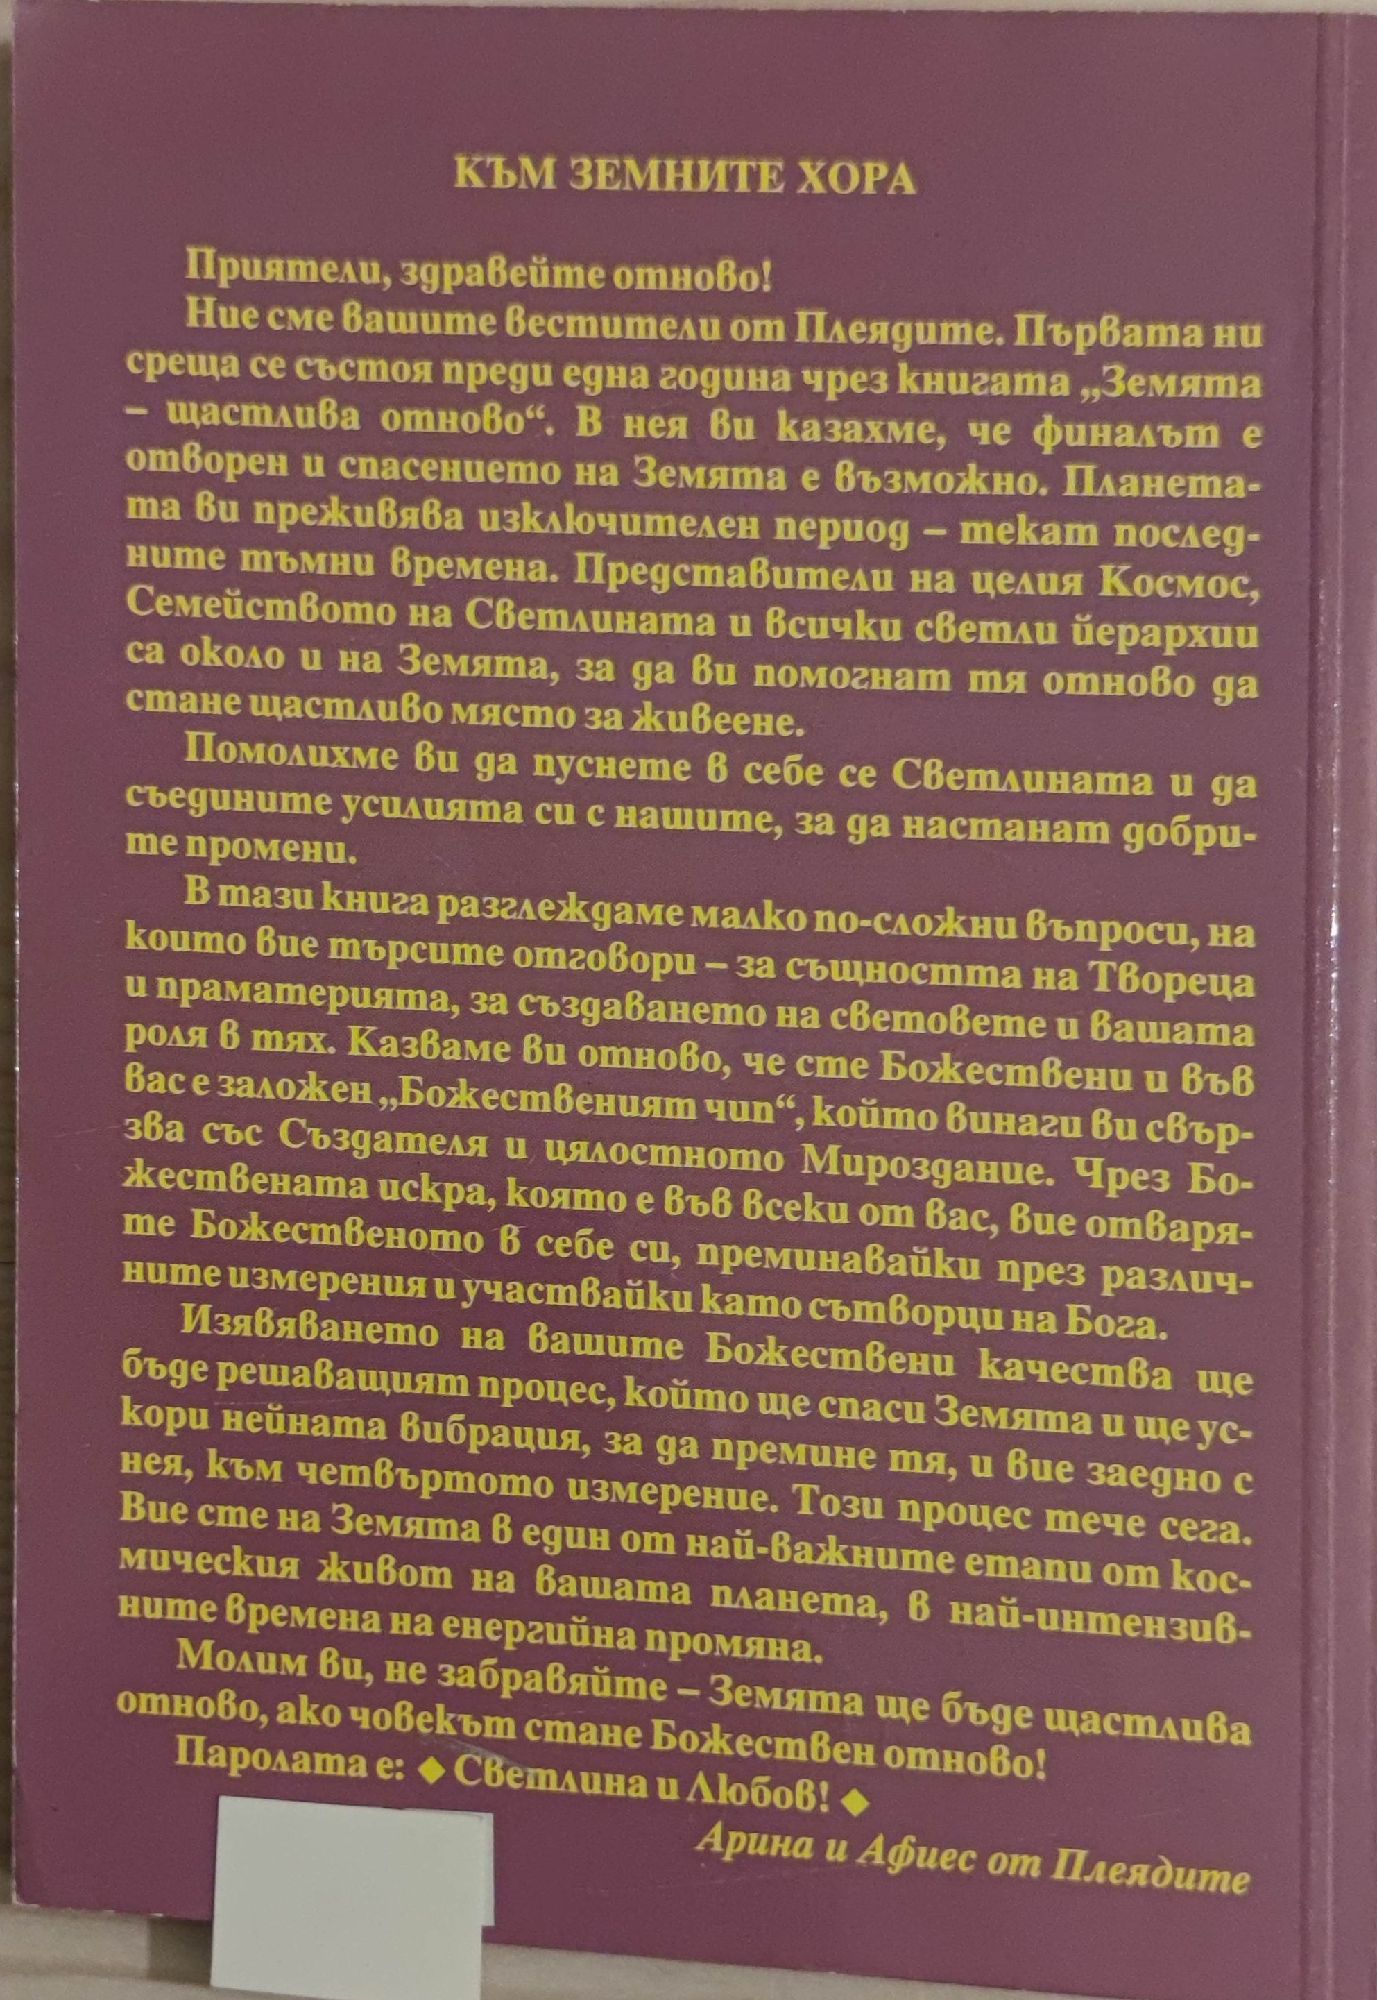 КЪМ ЗЕМНИТЕ ХОРА
Приятели, здравейте отново!
Ние сме вашите вестители от Плеядите. Първата ни
среща се състоя преди една година чрез книгата „Земята
– щастлива отново“. В нея ви казахме, че финалът е
отворен и спасението на Земята е възможно. Планета-
та ви преживява изключителен период – текат послед-
ните тъмни времена. Представители на целия Космос,
Семейството на Светлината и всички светли йерархии
са около и на Земята, за да ви помогнат тя отново да
стане щастливо място за живеене.
Помолихме ви да пуснете в себе се Светлината и да
съедините усилията си с нашите, за да настанат добри-
те промени.
В тази книга разглеждаме малко по-сложни въпроси, на
които вие търсите отговори – за същността на Твореца
и праматерията, за създаването на световете и вашата
роля в тях. Казваме ви отново, че сте Божествени и във
вас е заложен „Божественият чип“, който винаги ви свър-
зва със Създателя и цялостното Мироздание. Чрез Бо-
жествената искра, която е във всеки от вас, вие отваря-
те Божественото в себе си, преминавайки през различ-
ните измерения и участвайки като сътворци на Бога.
Изявяването на вашите Божествени качества ще
бъде решаващият процес, който ще спаси Земята и ще ус-
кори нейната вибрация, за да премине тя, и вие заедно с
нея, към четвъртото измерение. Този процес тече сега.
Вие сте на Земята в един от най-важните етапи от кос-
мическия живот на вашата планета, в най-интензив-
ните времена на енергийна промяна.
Молим ви, не забравяйте – Земята ще бъде щастлива
отново, ако човекът стане Божествен отново!
Паролата е: ◆ Светлина и Любов! ◆
Арина и Афиес от Плеядите